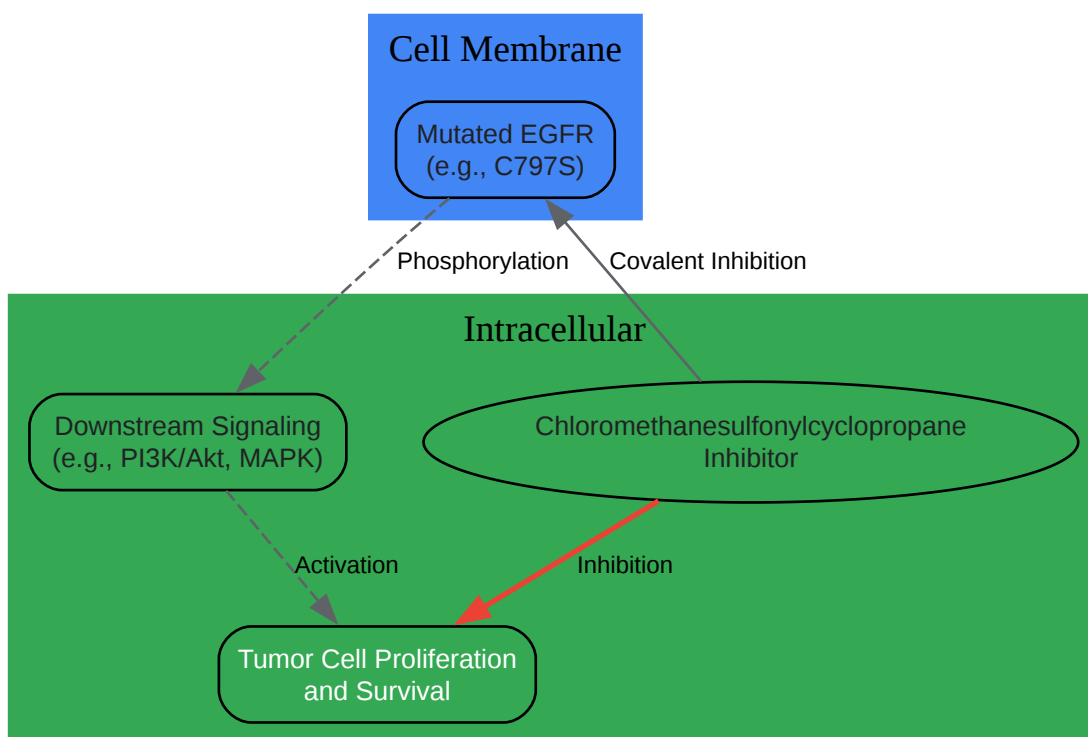 Cell Membrane
Mutated EGFR
(e.g., C797S)
Phosphorylation
Covalent Inhibition
Intracellular
Downstream Signaling
(e.g., PI3K/Akt, MAPK)
Chloromethanesulfonylcyclopropane
Inhibitor
Activation
Inhibition
Tumor Cell Proliferation
and Survival